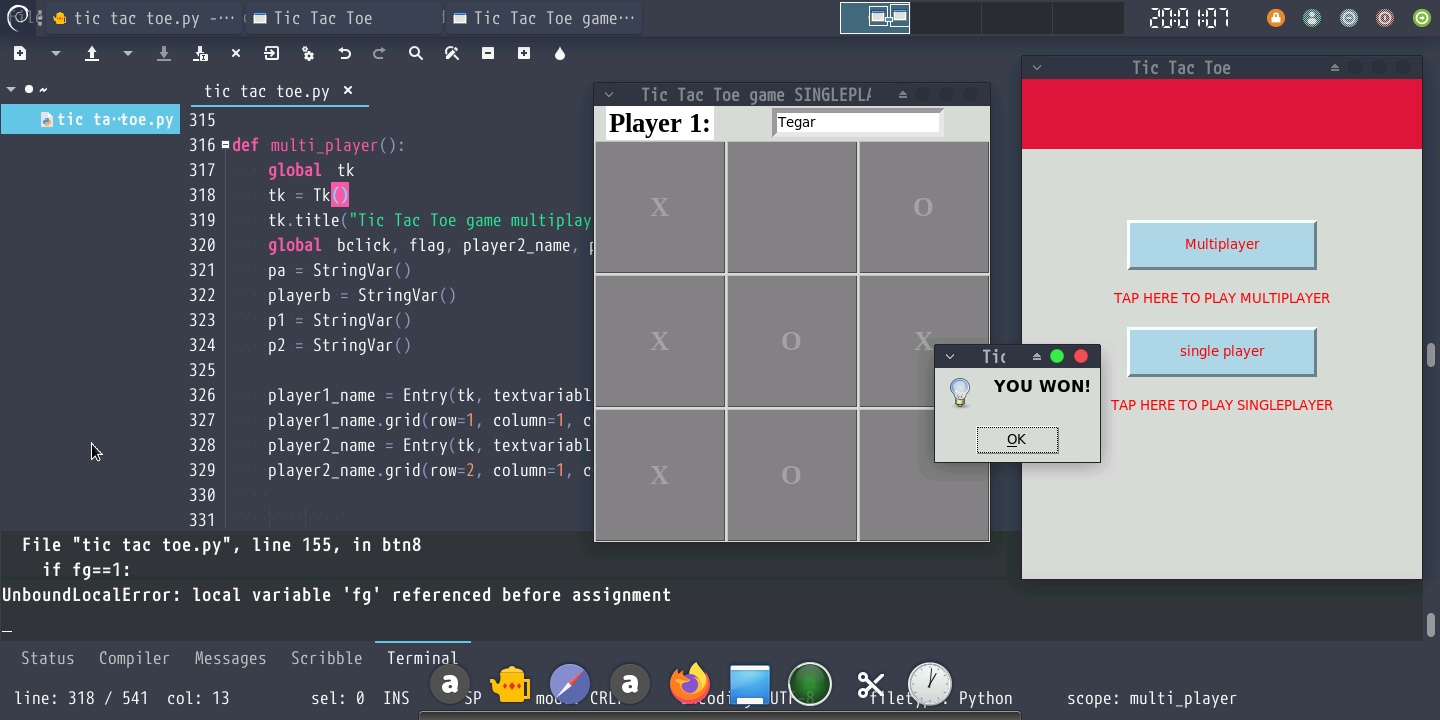 tic tac toe.py -···
Tic Tac Toe
Tic Tac Toe game···
20:01:07
~
tic ta··toe.py
tic tac toe.py ×
315
316 def multi_player():
317 global tk
318 tk = Tk()
319 tk.title("Tic Tac Toe game multiplay
320 global bclick, flag, player2_name, p
321 pa = StringVar()
322 playerb = StringVar()
323 p1 = StringVar()
324 p2 = StringVar()
325
326 player1_name = Entry(tk, textvariabl
327 player1_name.grid(row=1, column=1, c
328 player2_name = Entry(tk, textvariabl
329 player2_name.grid(row=2, column=1, c
330
331
Tic Tac Toe game SINGLEPLA
Player 1:
Tegar
X O
X O X
X O
Tic Tac Toe
Multiplayer
TAP HERE TO PLAY MULTIPLAYER
single player
TAP HERE TO PLAY SINGLEPLAYER
Tic
YOU WON!
OK
File "tic tac toe.py", line 155, in btn8
if fg==1:
UnboundLocalError: local variable 'fg' referenced before assignment
_
Status Compiler Messages Scribble Terminal
a a
line: 318 / 541 col: 13 sel: 0 INS SP Python scope: multi_player